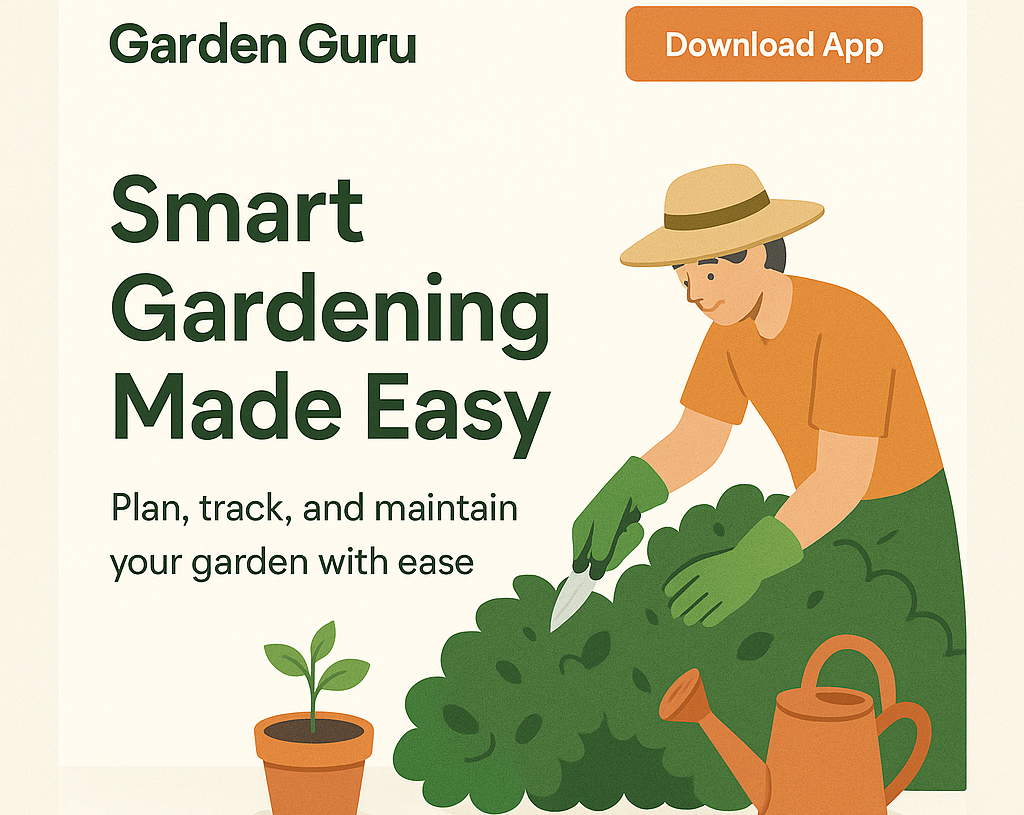 Garden Guru
Download App
Smart
Gardening
Made Easy
Plan, track, and maintain
your garden with ease